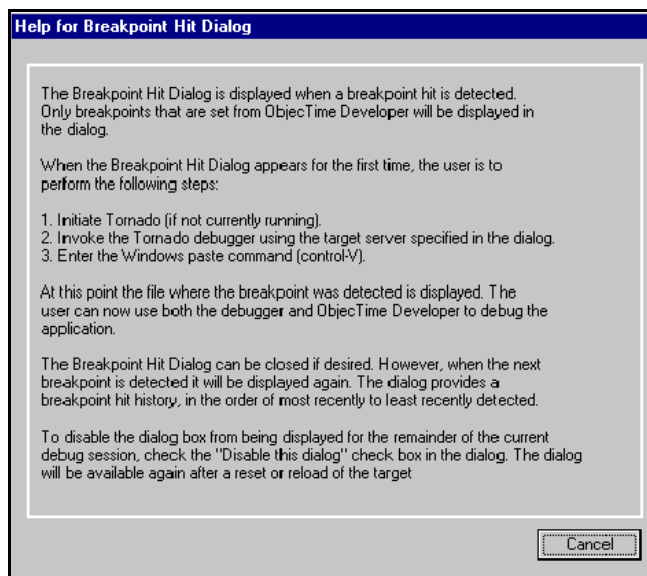 Help for Breakpoint Hit Dialog
The Breakpoint Hit Dialog is displayed when a breakpoint hit is detected.
Only breakpoints that are set from ObjecTime Developer will be displayed in
the dialog.
When the Breakpoint Hit Dialog appears for the first time, the user is to
perform the following steps:
1. Initiate Tornado (if not currently running).
2. Invoke the Tornado debugger using the target server specified in the dialog.
3. Enter the Windows paste command (control-V).
At this point the file where the breakpoint was detected is displayed. The
user can now use both the debugger and ObjecTime Developer to debug the
application.
The Breakpoint Hit Dialog can be closed if desired. However, when the next
breakpoint is detected it will be displayed again. The dialog provides a
breakpoint hit history, in the order of most recently to least recently detected.
To disable the dialog box from being displayed for the remainder of the current
debug session, check the "Disable this dialog" check box in the dialog. The dialog
will be available again after a reset or reload of the target
Cancel